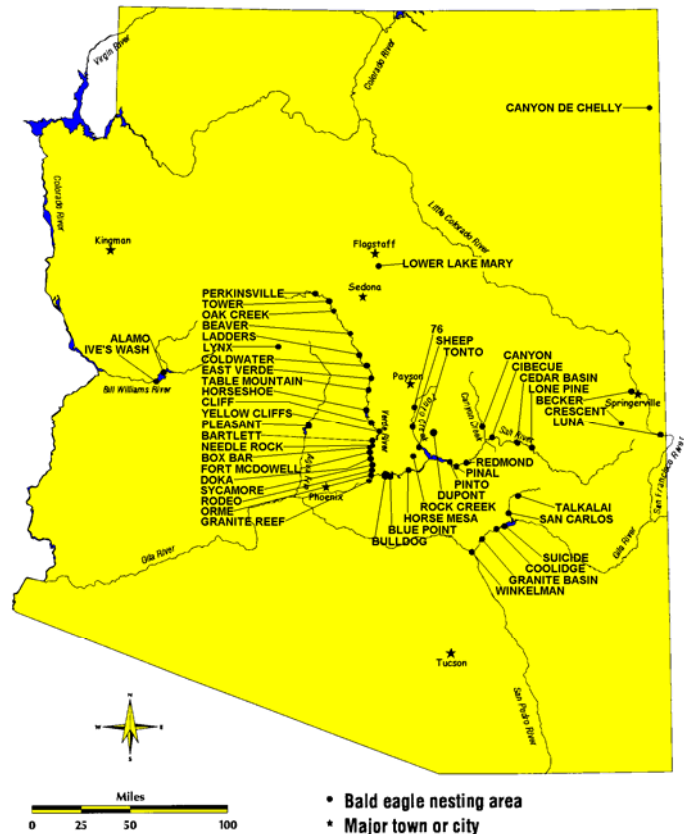 Virgin River
Colorado River
CANYON DE CHELLY
Colorado River
Little Colorado River
Kingman
Flagstaff
LOWER LAKE MARY
Sedona
PERKINSVILLE
TOWER
OAK CREEK
BEAVER
LADDERS
LYNX
COLDWATER
EAST VERDE
TABLE MOUNTAIN
HORSESHOE
CLIFF
YELLOW CLIFFS
PLEASANT
BARTLETT
NEEDLE ROCK
BOX BAR
FORT MCDOWELL
DOKA
SYCAMORE
RODEO
ORME
GRANITE REEF
ALAMO
IVE'S WASH
Bill Williams River
76
SHEEP
TONTO
Payson
Tonto Creek
Verde River
Agua Fria
Phoenix
CANYON
CIBECUE
CEDAR BASIN
LONE PINE
BECKER
CRESCENT
LUNA
Springerville
Canyon Creek
Salt River
San Francisco River
REDMOND
PINAL
PINTO
DUPONT
ROCK CREEK
HORSE MESA
BLUE POINT
BULLDOG
TALKALAI
SAN CARLOS
Gila River
SUICIDE
COOLIDGE
GRANITE BASIN
WINKELMAN
Gila River
Tucson
San Pedro River
N
W E
S
Miles
0 25 50 100
Bald eagle nesting area
Major town or city